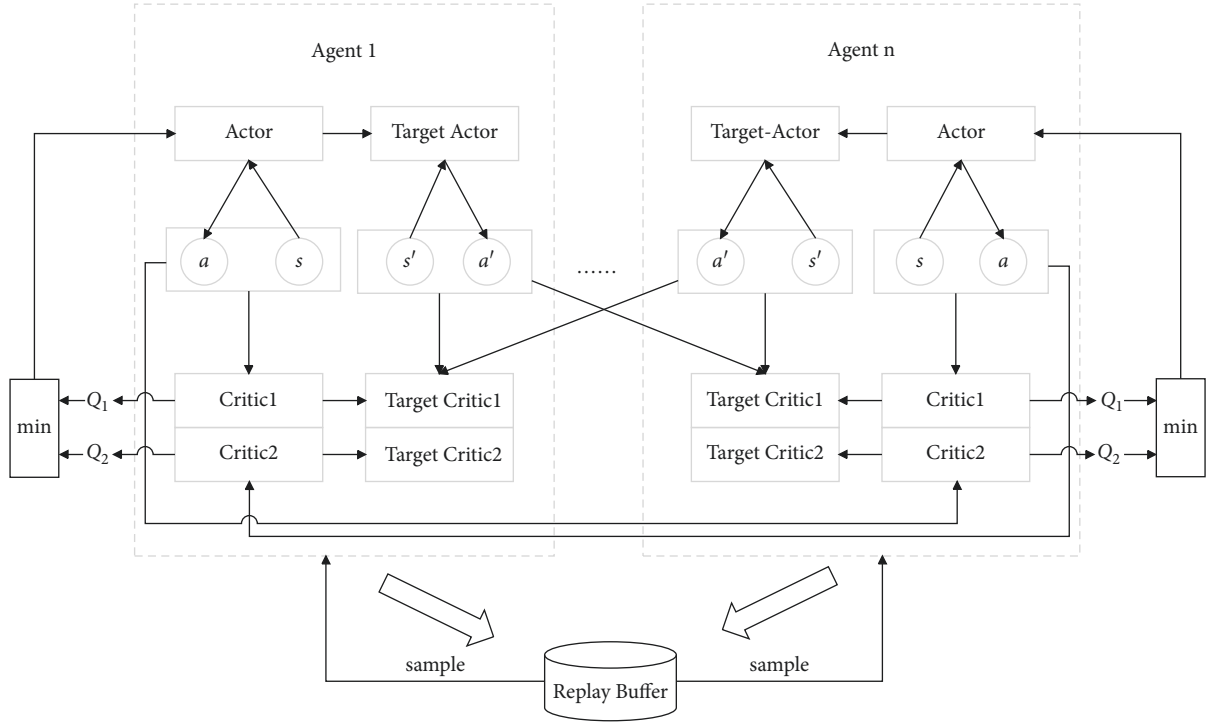 Agent 1
Agent n
Actor
Target Actor
Target-Actor
Actor
a
s
s′
a′
......
a′
s′
s
a
min
Q1
Critic1
Target Critic1
Target Critic1
Critic1
Q1
min
Q2
Critic2
Target Critic2
Target Critic2
Critic2
Q2
sample
sample
Replay Buffer